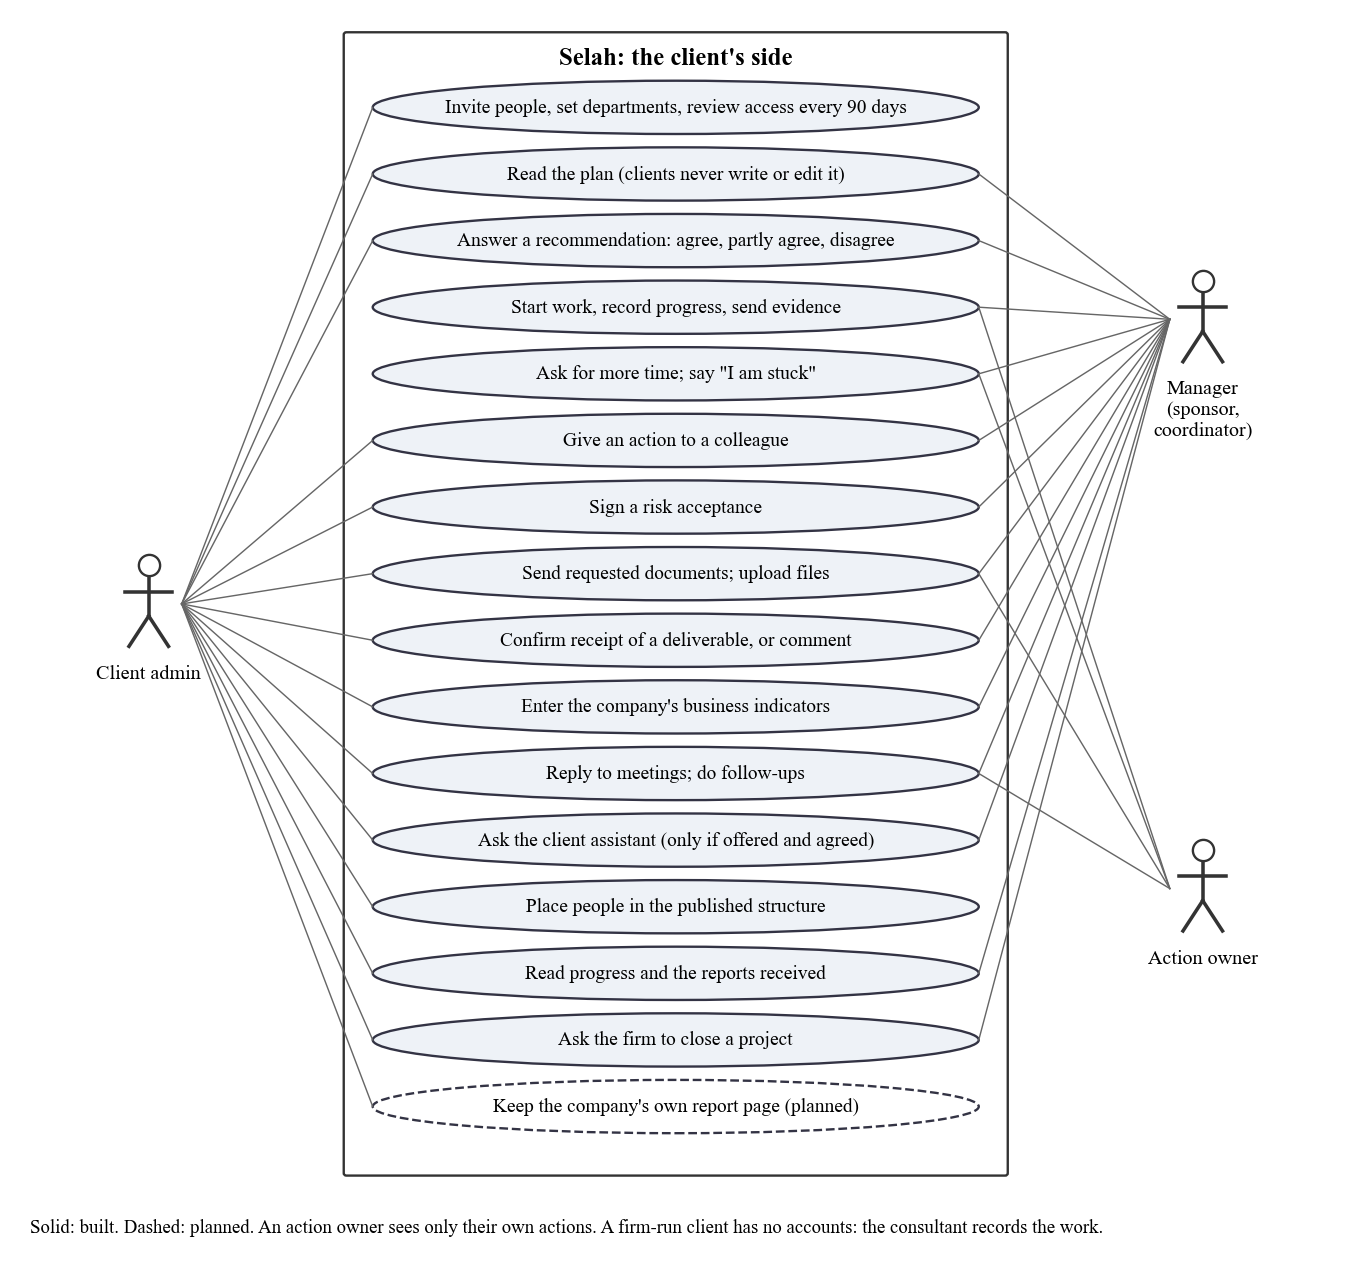 Selah: the client's side
Invite people, set departments, review access every 90 days
Read the plan (clients never write or edit it)
Answer a recommendation: agree, partly agree, disagree
Start work, record progress, send evidence
Ask for more time; say "I am stuck"
Give an action to a colleague
Sign a risk acceptance
Send requested documents; upload files
Confirm receipt of a deliverable, or comment
Enter the company's business indicators
Reply to meetings; do follow-ups
Ask the client assistant (only if offered and agreed)
Place people in the published structure
Read progress and the reports received
Ask the firm to close a project
Keep the company's own report page (planned)
Client admin
Manager
(sponsor,
coordinator)
Action owner
Solid: built. Dashed: planned. An action owner sees only their own actions. A firm-run client has no accounts: the consultant records the work.